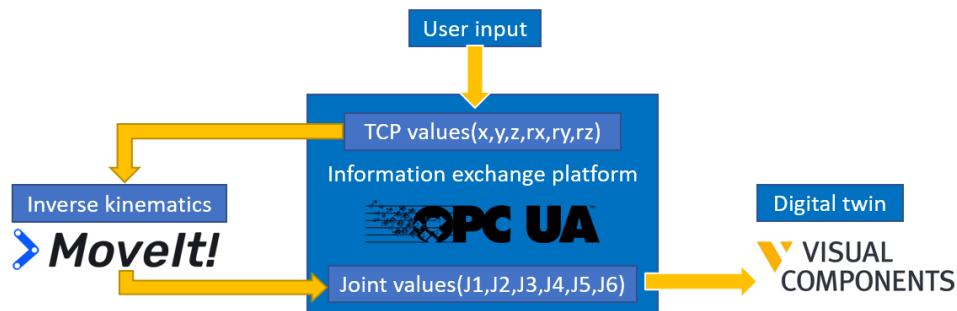 User input
TCP values(x,y,z,rx,ry,rz)
Information exchange platform
OPC UA
Inverse kinematics
MoveIt!
Joint values(J1,J2,J3,J4,J5,J6)
Digital twin
VISUAL
COMPONENTS